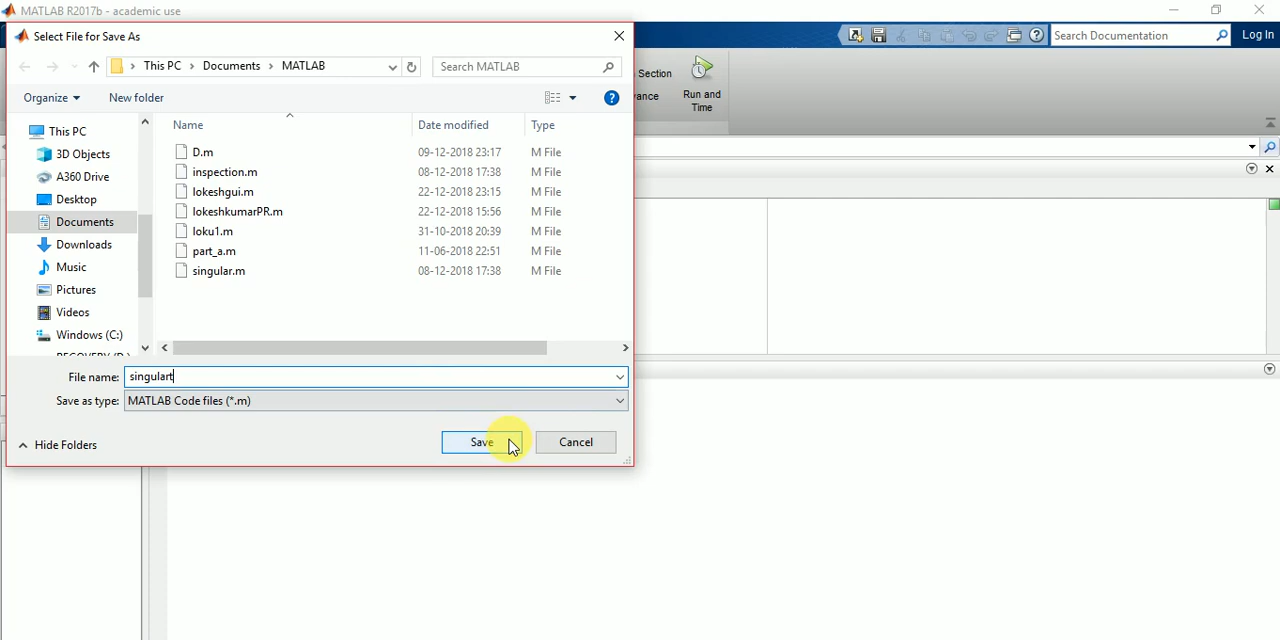 MATLAB R2017b - academic use
Select File for Save As
Search Documentation
Log In
This PC > Documents > MATLAB
Search MATLAB
Section
Run and
Time
Organize
New folder
Name
Date modified
Type
This PC
3D Objects
A360 Drive
Desktop
Documents
Downloads
Music
Pictures
Videos
Windows (C:)
D.m 09-12-2018 23:17 M File
inspection.m 08-12-2018 17:38 M File
lokeshgui.m 22-12-2018 23:15 M File
lokeshkumarPR.m 22-12-2018 15:56 M File
loku1.m 31-10-2018 20:39 M File
part_a.m 11-06-2018 22:51 M File
singular.m 08-12-2018 17:38 M File
File name: singulart
Save as type: MATLAB Code files (*.m)
Hide Folders
Save
Cancel